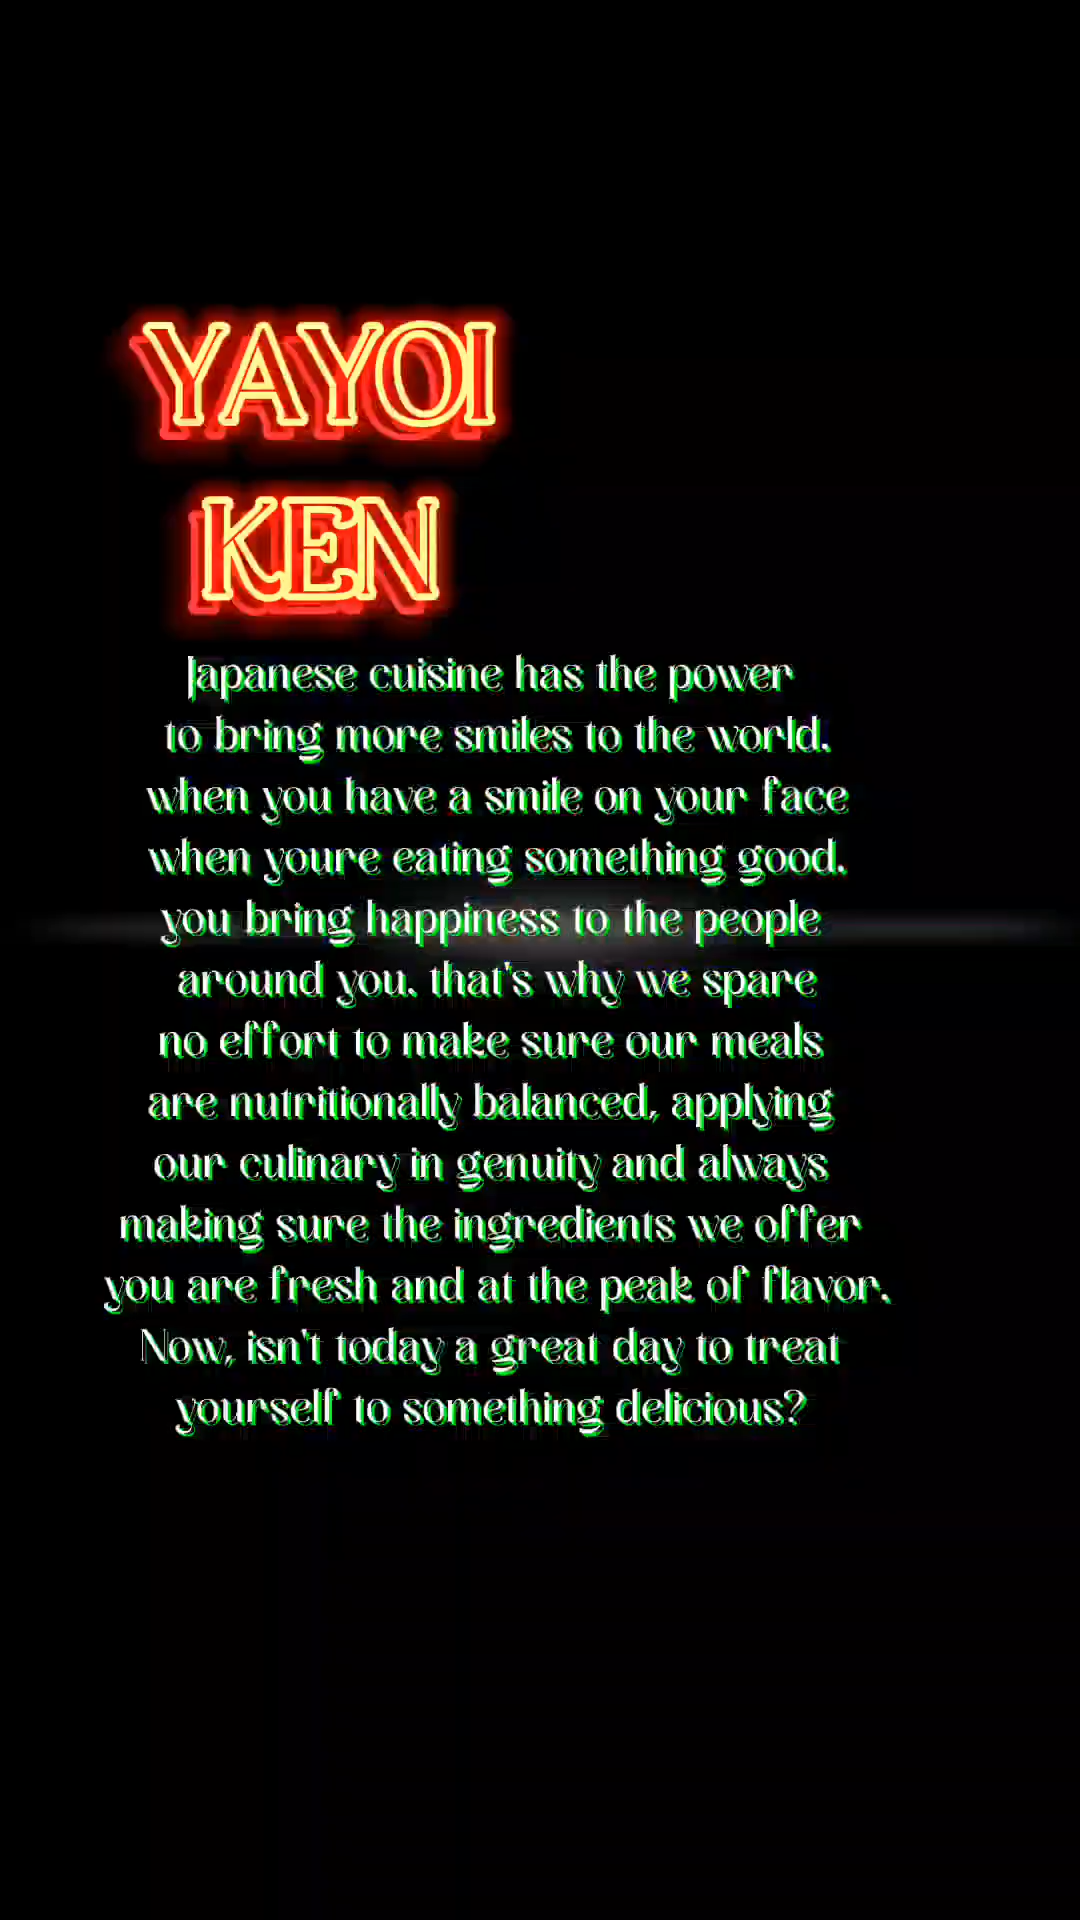 YAYOI
KEN
Japanese cuisine has the power
to bring more smiles to the world.
when you have a smile on your face
when youre eating something good.
you bring happiness to the people
around you. that's why we spare
no effort to make sure our meals
are nutritionally balanced, applying
our culinary in genuity and always
making sure the ingredients we offer
you are fresh and at the peak of flavor.
Now, isn't today a great day to treat
yourself to something delicious?